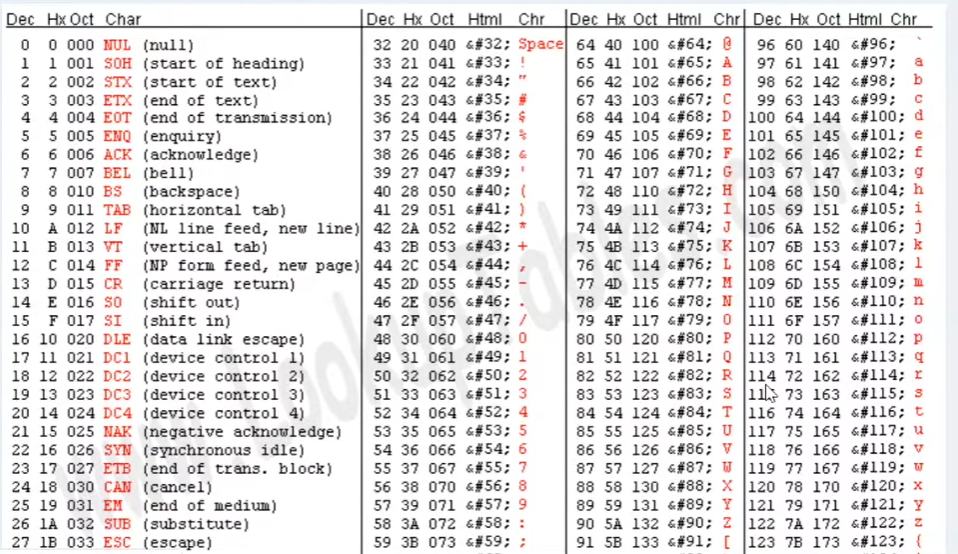 Dec Hx Oct Char Dec Hx Oct Html Chr Dec Hx Oct Html Chr Dec Hx Oct Html Chr
0 0 000 NUL (null) 32 20 040 &#32; Space 64 40 100 &#64; @ 96 60 140 &#96; `
1 1 001 SOH (start of heading) 33 21 041 &#33; ! 65 41 101 &#65; A 97 61 141 &#97; a
2 2 002 STX (start of text) 34 22 042 &#34; " 66 42 102 &#66; B 98 62 142 &#98; b
3 3 003 ETX (end of text) 35 23 043 &#35; # 67 43 103 &#67; C 99 63 143 &#99; c
4 4 004 EOT (end of transmission) 36 24 044 &#36; $ 68 44 104 &#68; D 100 64 144 &#100; d
5 5 005 ENQ (enquiry) 37 25 045 &#37; % 69 45 105 &#69; E 101 65 145 &#101; e
6 6 006 ACK (acknowledge) 38 26 046 &#38; & 70 46 106 &#70; F 102 66 146 &#102; f
7 7 007 BEL (bell) 39 27 047 &#39; ' 71 47 107 &#71; G 103 67 147 &#103; g
8 8 010 BS (backspace) 40 28 050 &#40; ( 72 48 110 &#72; H 104 68 150 &#104; h
9 9 011 TAB (horizontal tab) 41 29 051 &#41; ) 73 49 111 &#73; I 105 69 151 &#105; i
10 A 012 LF (NL line feed, new line) 42 2A 052 &#42; * 74 4A 112 &#74; J 106 6A 152 &#106; j
11 B 013 VT (vertical tab) 43 2B 053 &#43; + 75 4B 113 &#75; K 107 6B 153 &#107; k
12 C 014 FF (NP form feed, new page) 44 2C 054 &#44; , 76 4C 114 &#76; L 108 6C 154 &#108; l
13 D 015 CR (carriage return) 45 2D 055 &#45; - 77 4D 115 &#77; M 109 6D 155 &#109; m
14 E 016 SO (shift out) 46 2E 056 &#46; . 78 4E 116 &#78; N 110 6E 156 &#110; n
15 F 017 SI (shift in) 47 2F 057 &#47; / 79 4F 117 &#79; O 111 6F 157 &#111; o
16 10 020 DLE (data link escape) 48 30 060 &#48; 0 80 50 120 &#80; P 112 70 160 &#112; p
17 11 021 DC1 (device control 1) 49 31 061 &#49; 1 81 51 121 &#81; Q 113 71 161 &#113; q
18 12 022 DC2 (device control 2) 50 32 062 &#50; 2 82 52 122 &#82; R 114 72 162 &#114; r
19 13 023 DC3 (device control 3) 51 33 063 &#51; 3 83 53 123 &#83; S 73 163 &#115; s
20 14 024 DC4 (device control 4) 52 34 064 &#52; 4 84 54 124 &#84; T 116 74 164 &#116; t
21 15 025 NAK (negative acknowledge) 53 35 065 &#53; 5 85 55 125 &#85; U 117 75 165 &#117; u
22 16 026 SYN (synchronous idle) 54 36 066 &#54; 6 86 56 126 &#86; V 118 76 166 &#118; v
23 17 027 ETB (end of trans. block) 55 37 067 &#55; 7 87 57 127 &#87; W 119 77 167 &#119; w
24 18 030 CAN (cancel) 56 38 070 &#56; 8 88 58 130 &#88; X 120 78 170 &#120; x
25 19 031 EM (end of medium) 57 39 071 &#57; 9 89 59 131 &#89; Y 121 79 171 &#121; y
26 1A 032 SUB (substitute) 58 3A 072 &#58; : 90 5A 132 &#90; Z 122 7A 172 &#122; z
27 1B 033 ESC (escape) 59 3B 073 &#59; ; 91 5B 133 &#91; [ 123 7B 173 &#123; {
www.LookupTables.com